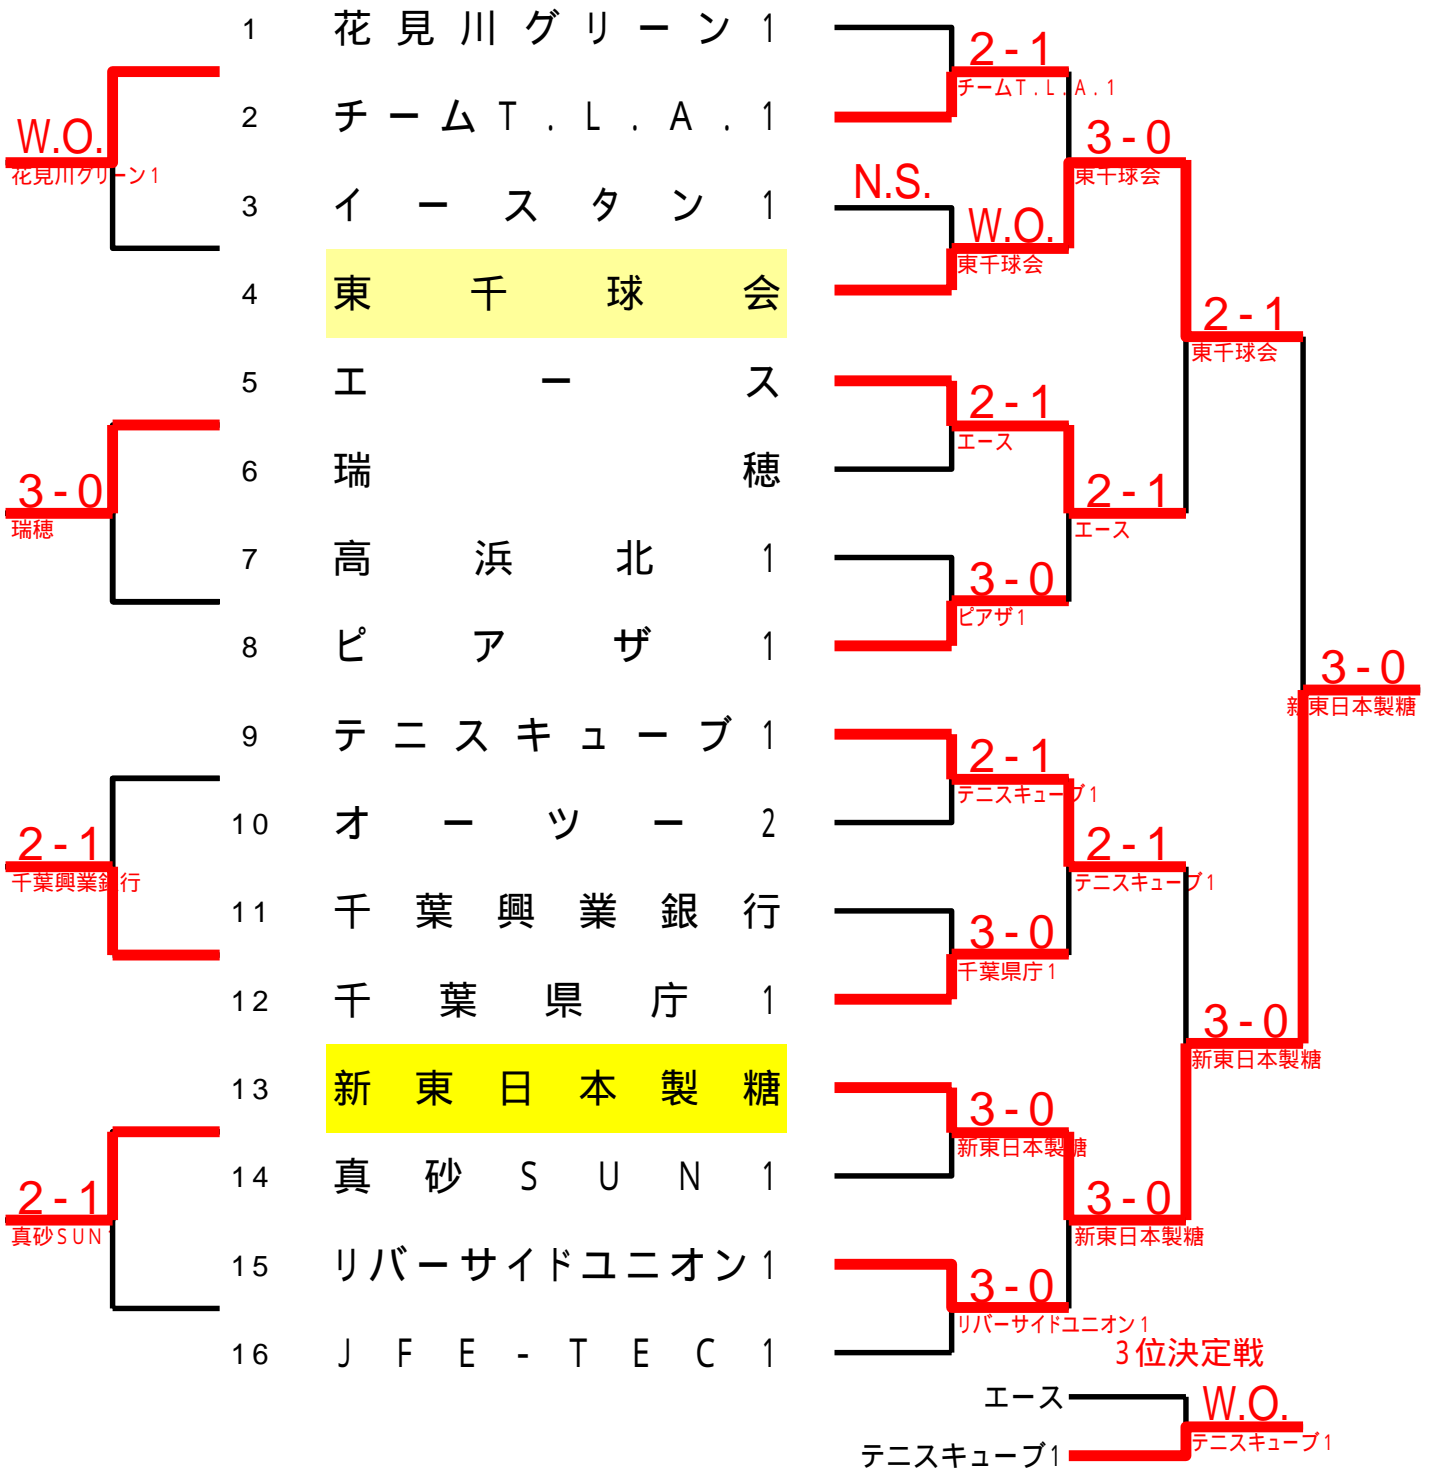 1 花見川グリーン1
2-1
チームT.L.A.1
2 チームT.L.A.1
W.O.
花見川グリーン1
3-0
東千球会
3 イースタン1
N.S.
W.O.
東千球会
4 東千球会
2-1
東千球会
5 エース
2-1
エース
6 瑞穂
3-0
瑞穂
2-1
エース
7 高浜北1
3-0
ピアザ1
8 ピアザ1
3-0
新東日本製糖
9 テニスキューブ1
2-1
テニスキューブ1
10 オーツー2
2-1
千葉興業銀行
2-1
テニスキューブ1
11 千葉興業銀行
3-0
千葉県庁1
12 千葉県庁1
3-0
新東日本製糖
13 新東日本製糖
3-0
新東日本製糖
14 真砂SUN1
2-1
真砂SUN
3-0
新東日本製糖
15 リバーサイドユニオン1
3-0
リバーサイドユニオン1
16 JFE-TEC1
3位決定戦
エース
W.O.
テニスキューブ1
テニスキューブ1